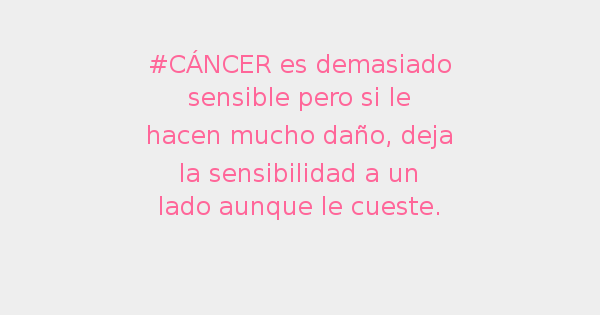 #CÁNCER es demasiado
sensible pero si le
hacen mucho daño, deja
la sensibilidad a un
lado aunque le cueste.